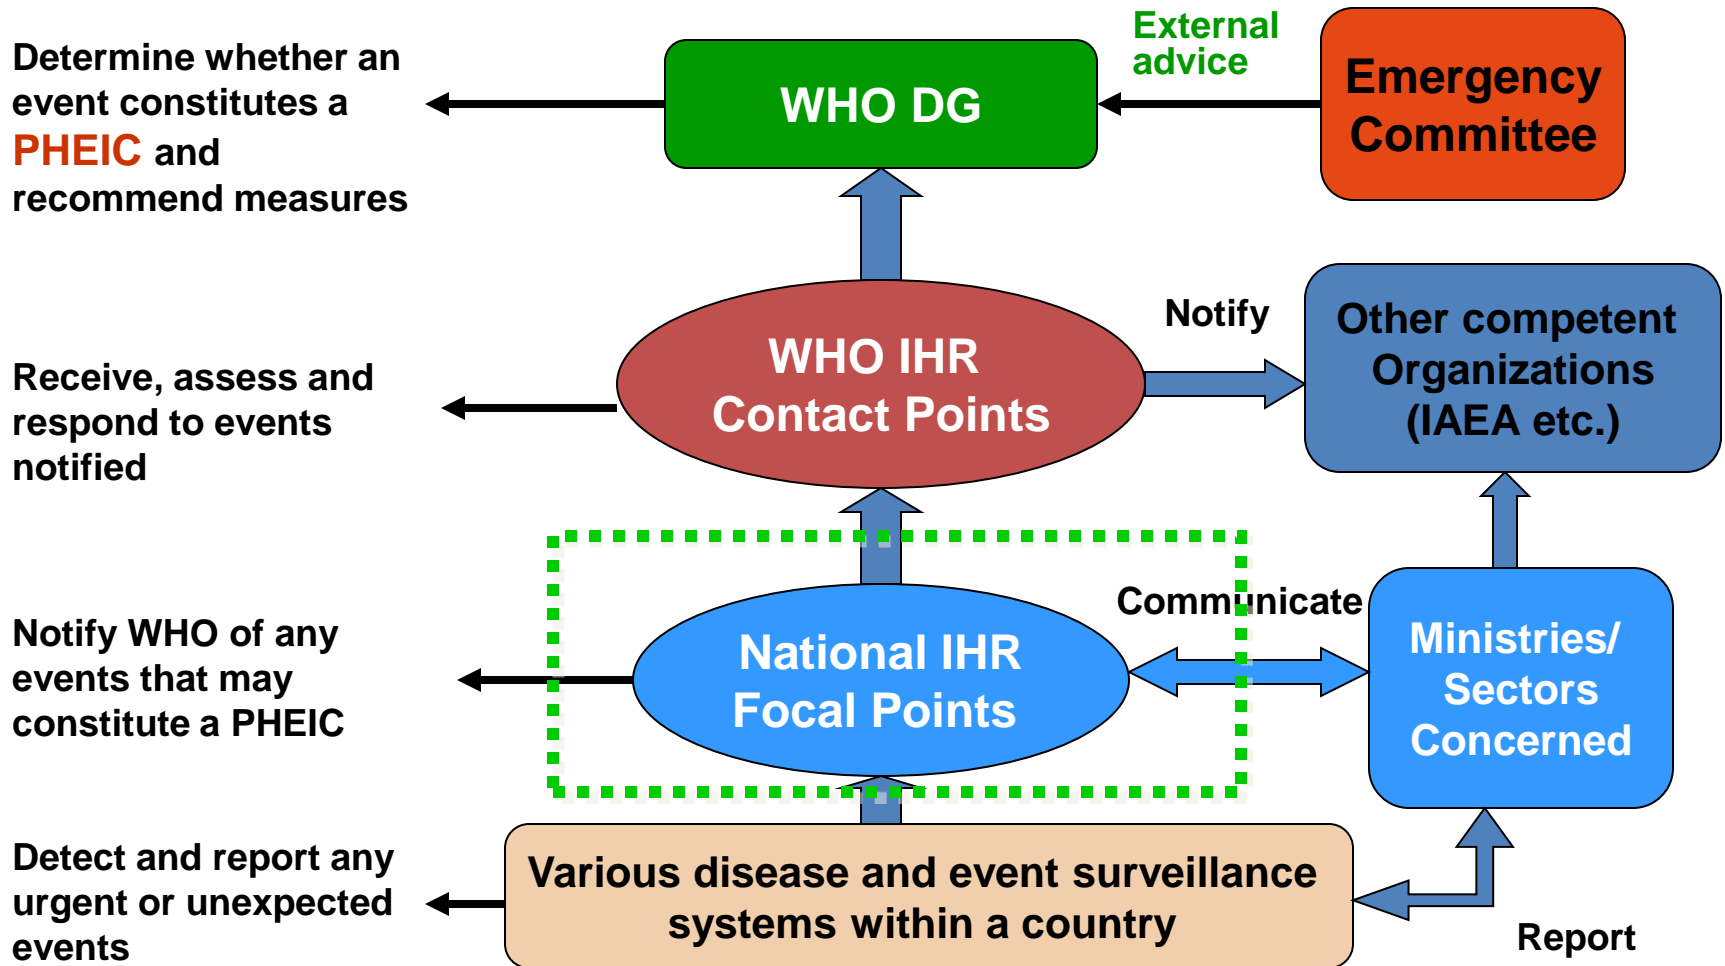 Determine whether an
event constitutes a
PHEIC and
recommend measures
WHO DG
External
advice
Emergency
Committee
Receive, assess and
respond to events
notified
WHO IHR
Contact Points
Notify
Other competent
Organizations
(IAEA etc.)
Notify WHO of any
events that may
constitute a PHEIC
National IHR
Focal Points
Communicate
Ministries/
Sectors
Concerned
Detect and report any
urgent or unexpected
events
Various disease and event surveillance
systems within a country
Report